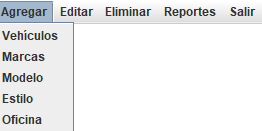 Agregar Editar Eliminar Reportes Salir
Vehículos
Marcas
Modelo
Estilo
Oficina